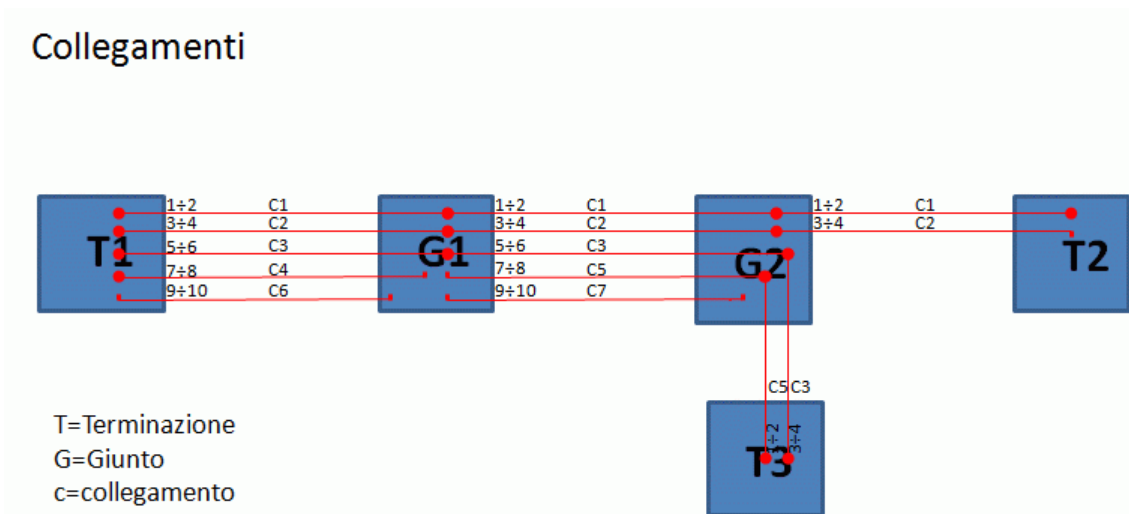 Collegamenti
1÷2 C1 1÷2 C1 1÷2 C1
3÷4 C2 3÷4 C2 3÷4 C2
T1 5÷6 C3 G1 5÷6 C3 G2 T2
7÷8 C4 7÷8 C5
9÷10 C6 9÷10 C7
C5 C3
1÷2 3÷4
T3
T=Terminazione
G=Giunto
c=collegamento